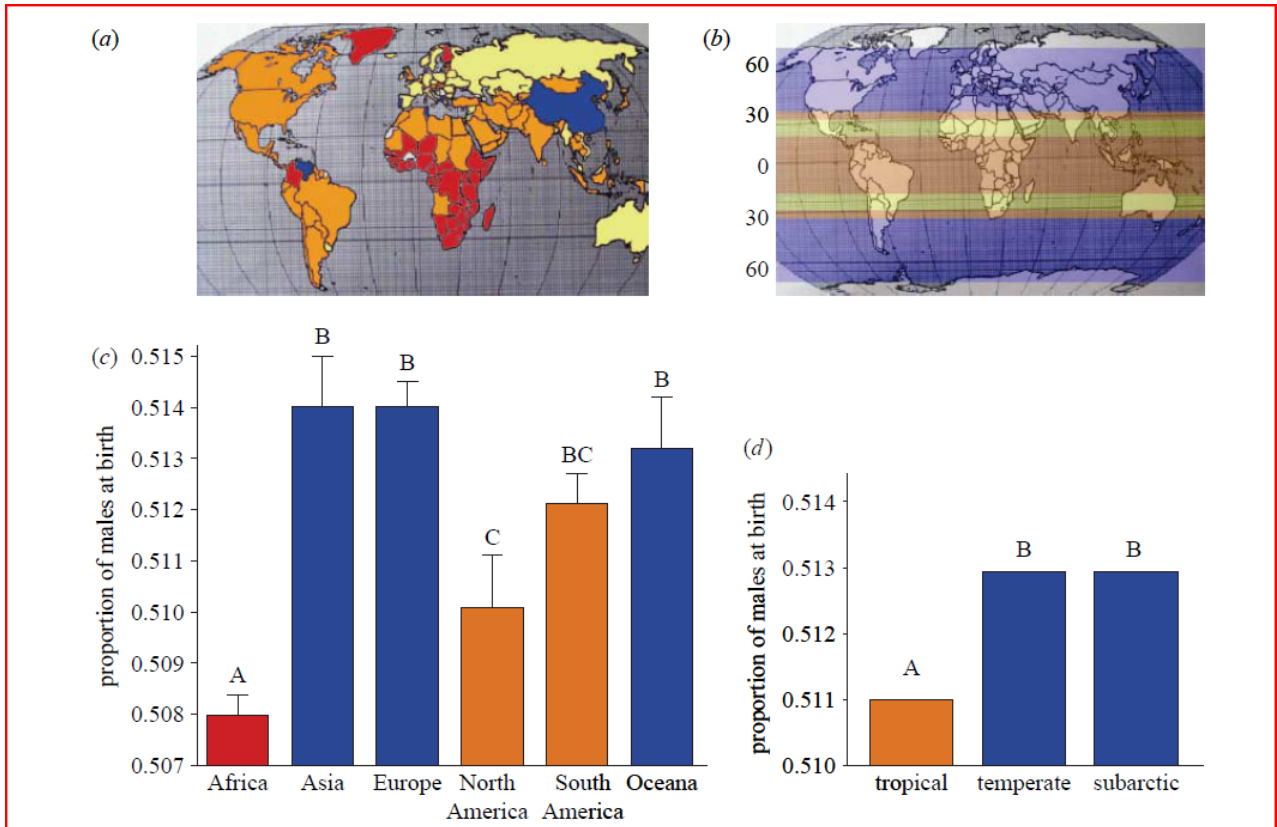 (a)
(b)
60
30
0
30
60
(c)
proportion of males at birth
0.515
0.514
0.513
0.512
0.511
0.510
0.509
0.508
0.507
A
B
B
C
BC
B
Africa
Asia
Europe
North
America
South
America
Oceana
(d)
proportion of males at birth
0.514
0.513
0.512
0.511
0.510
A
B
B
tropical
temperate
subarctic